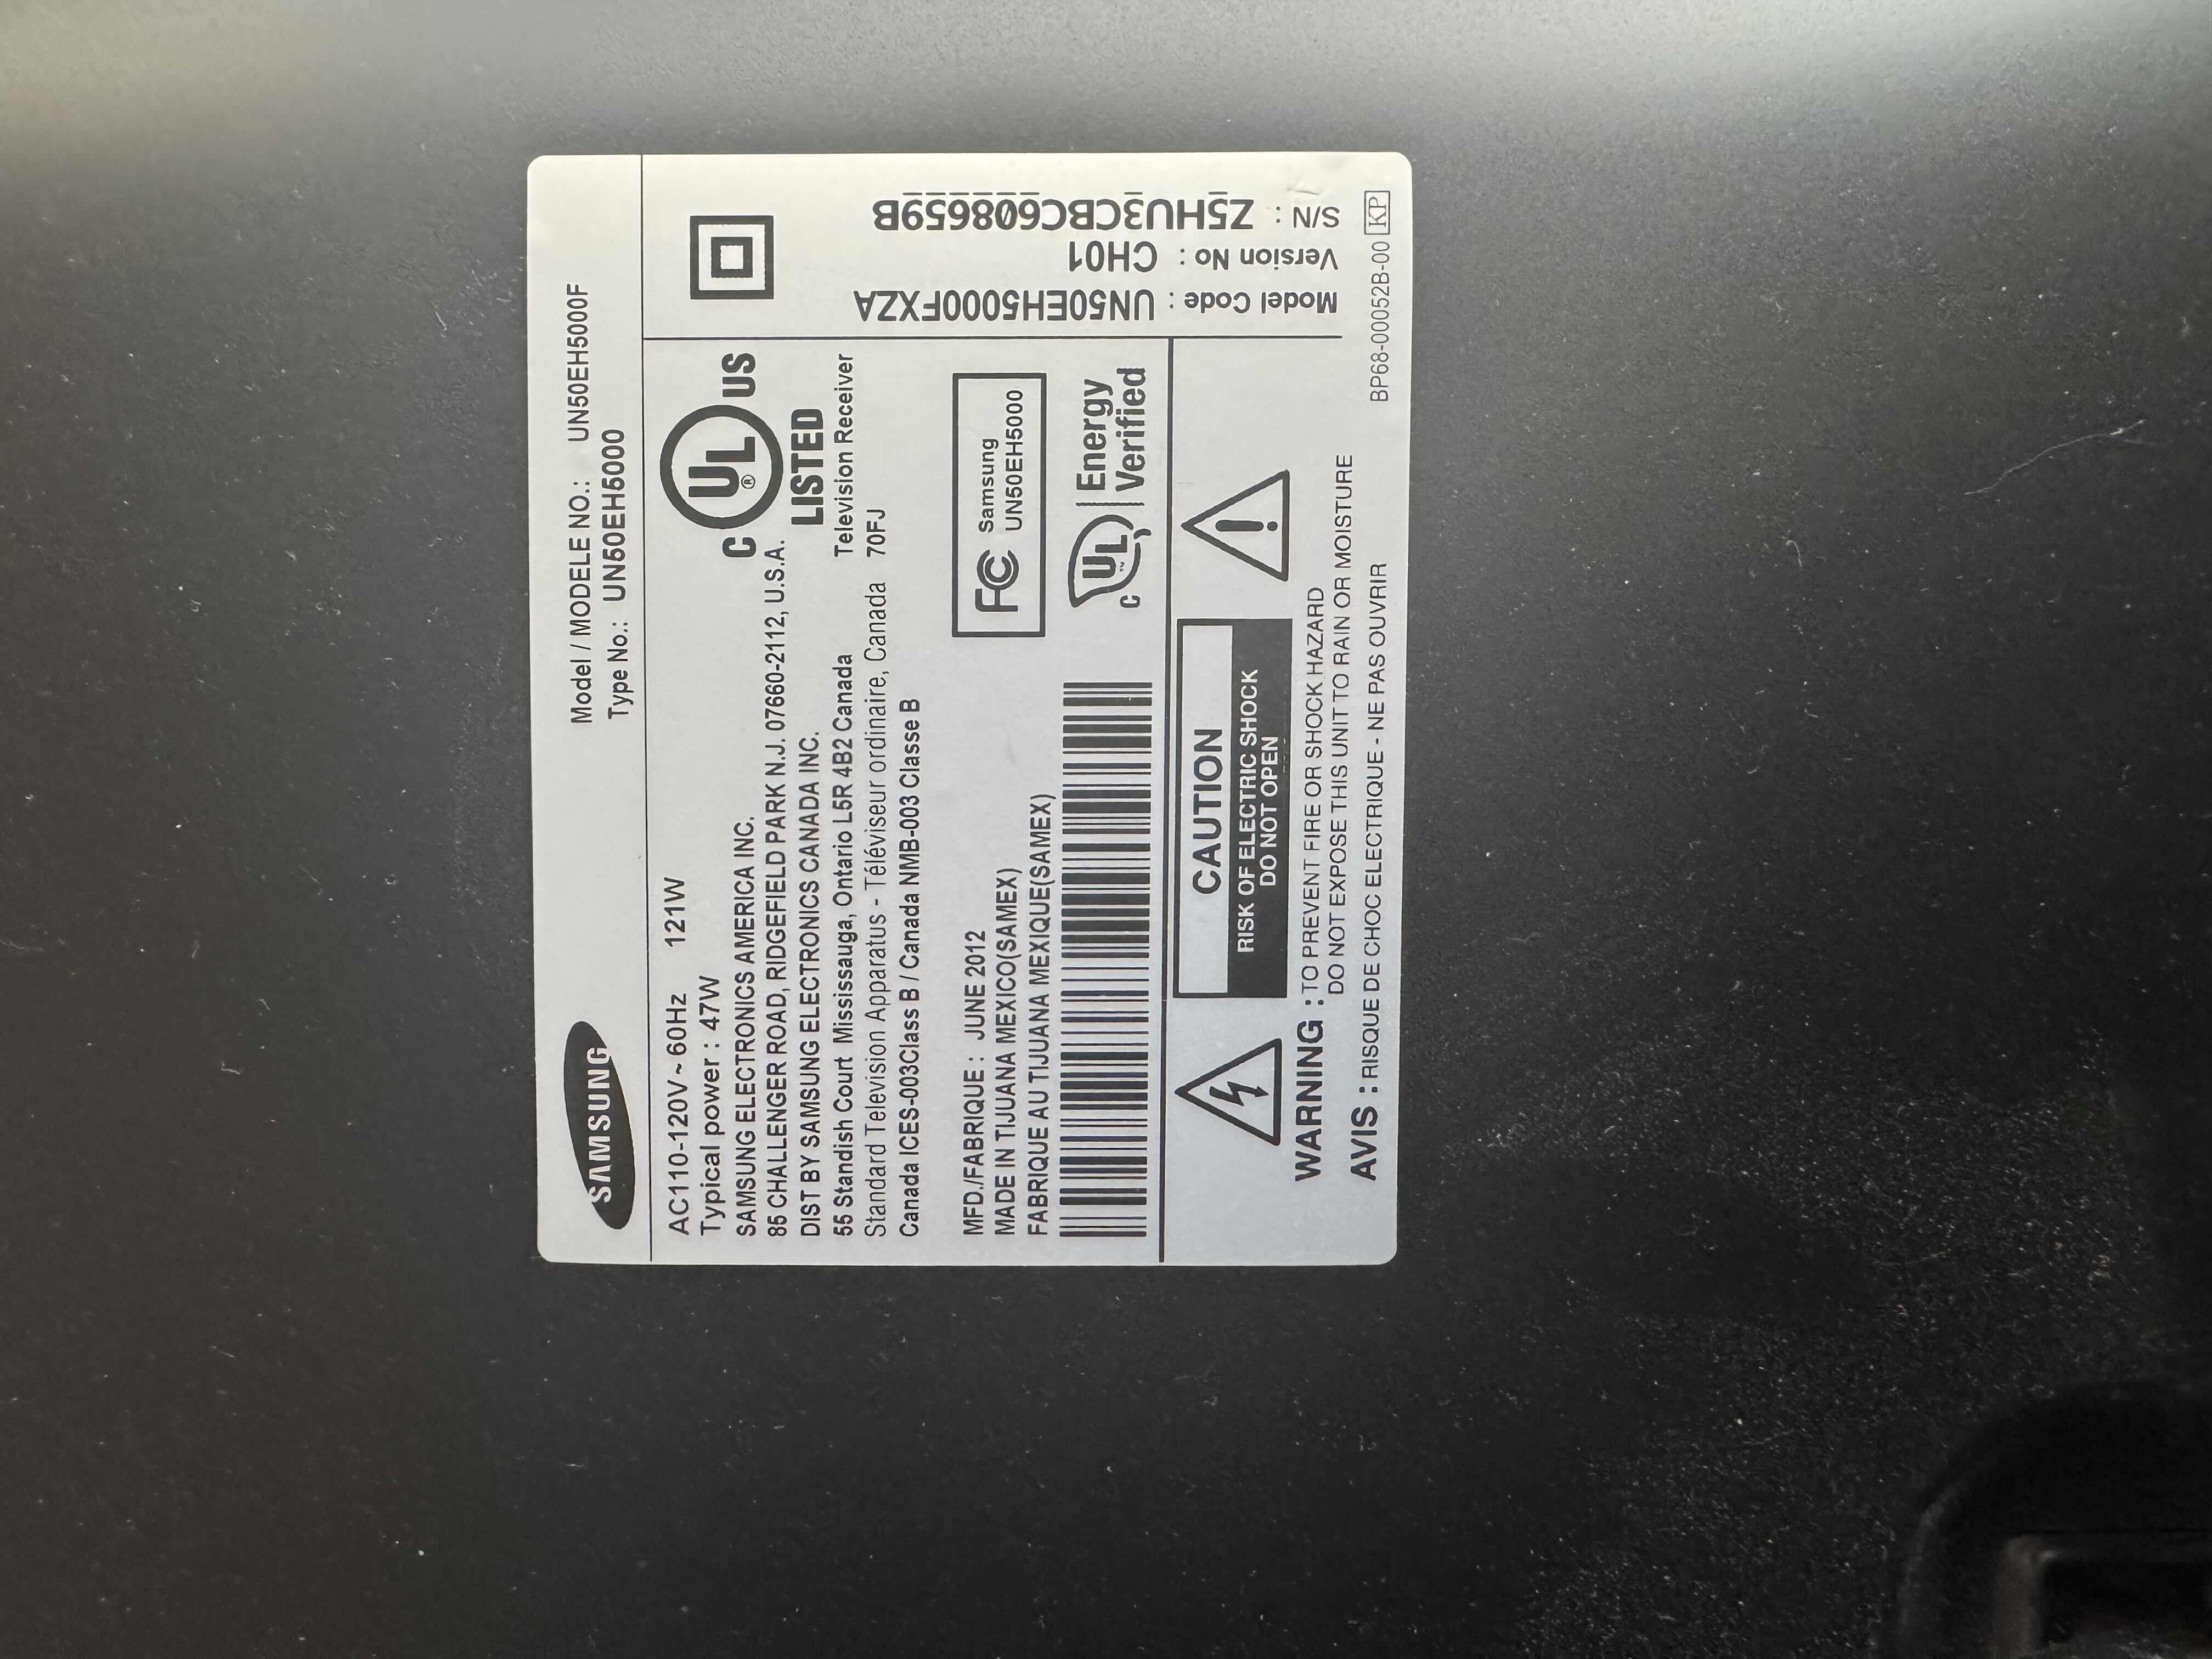 SAMSUNG
Model / MODELE NO.: UN50EH5000F
Type No.: UN50EH5000
AC110-120V ~ 60Hz 121W
Typical power : 47W
SAMSUNG ELECTRONICS AMERICA INC.
85 CHALLENGER ROAD, RIDGEFIELD PARK N.J. 07660-2112, U.S.A.
DIST BY SAMSUNG ELECTRONICS CANADA INC.
55 Standish Court Mississauga, Ontario L5R 4B2 Canada
Standard Television Apparatus - Téléviseur ordinaire, Canada
Canada ICES-003Class B / Canada NMB-003 Classe B
C UL ® US
LISTED
Television Receiver
70FJ
MFD./FABRIQUE : JUNE 2012
MADE IN TIJUANA MEXICO(SAMEX)
FABRIQUE AU TIJUANA MEXIQUE(SAMEX)
FC Samsung
UN50EH5000
C UL ™ Energy
Verified
Model Code : UN50EH5000FXZA
Version No : CH01
S/N : Z5HU3CBC608659B
CAUTION
RISK OF ELECTRIC SHOCK
DO NOT OPEN
WARNING : TO PREVENT FIRE OR SHOCK HAZARD
DO NOT EXPOSE THIS UNIT TO RAIN OR MOISTURE
AVIS : RISQUE DE CHOC ELECTRIQUE - NE PAS OUVRIR
BP68-00052B-00 KP